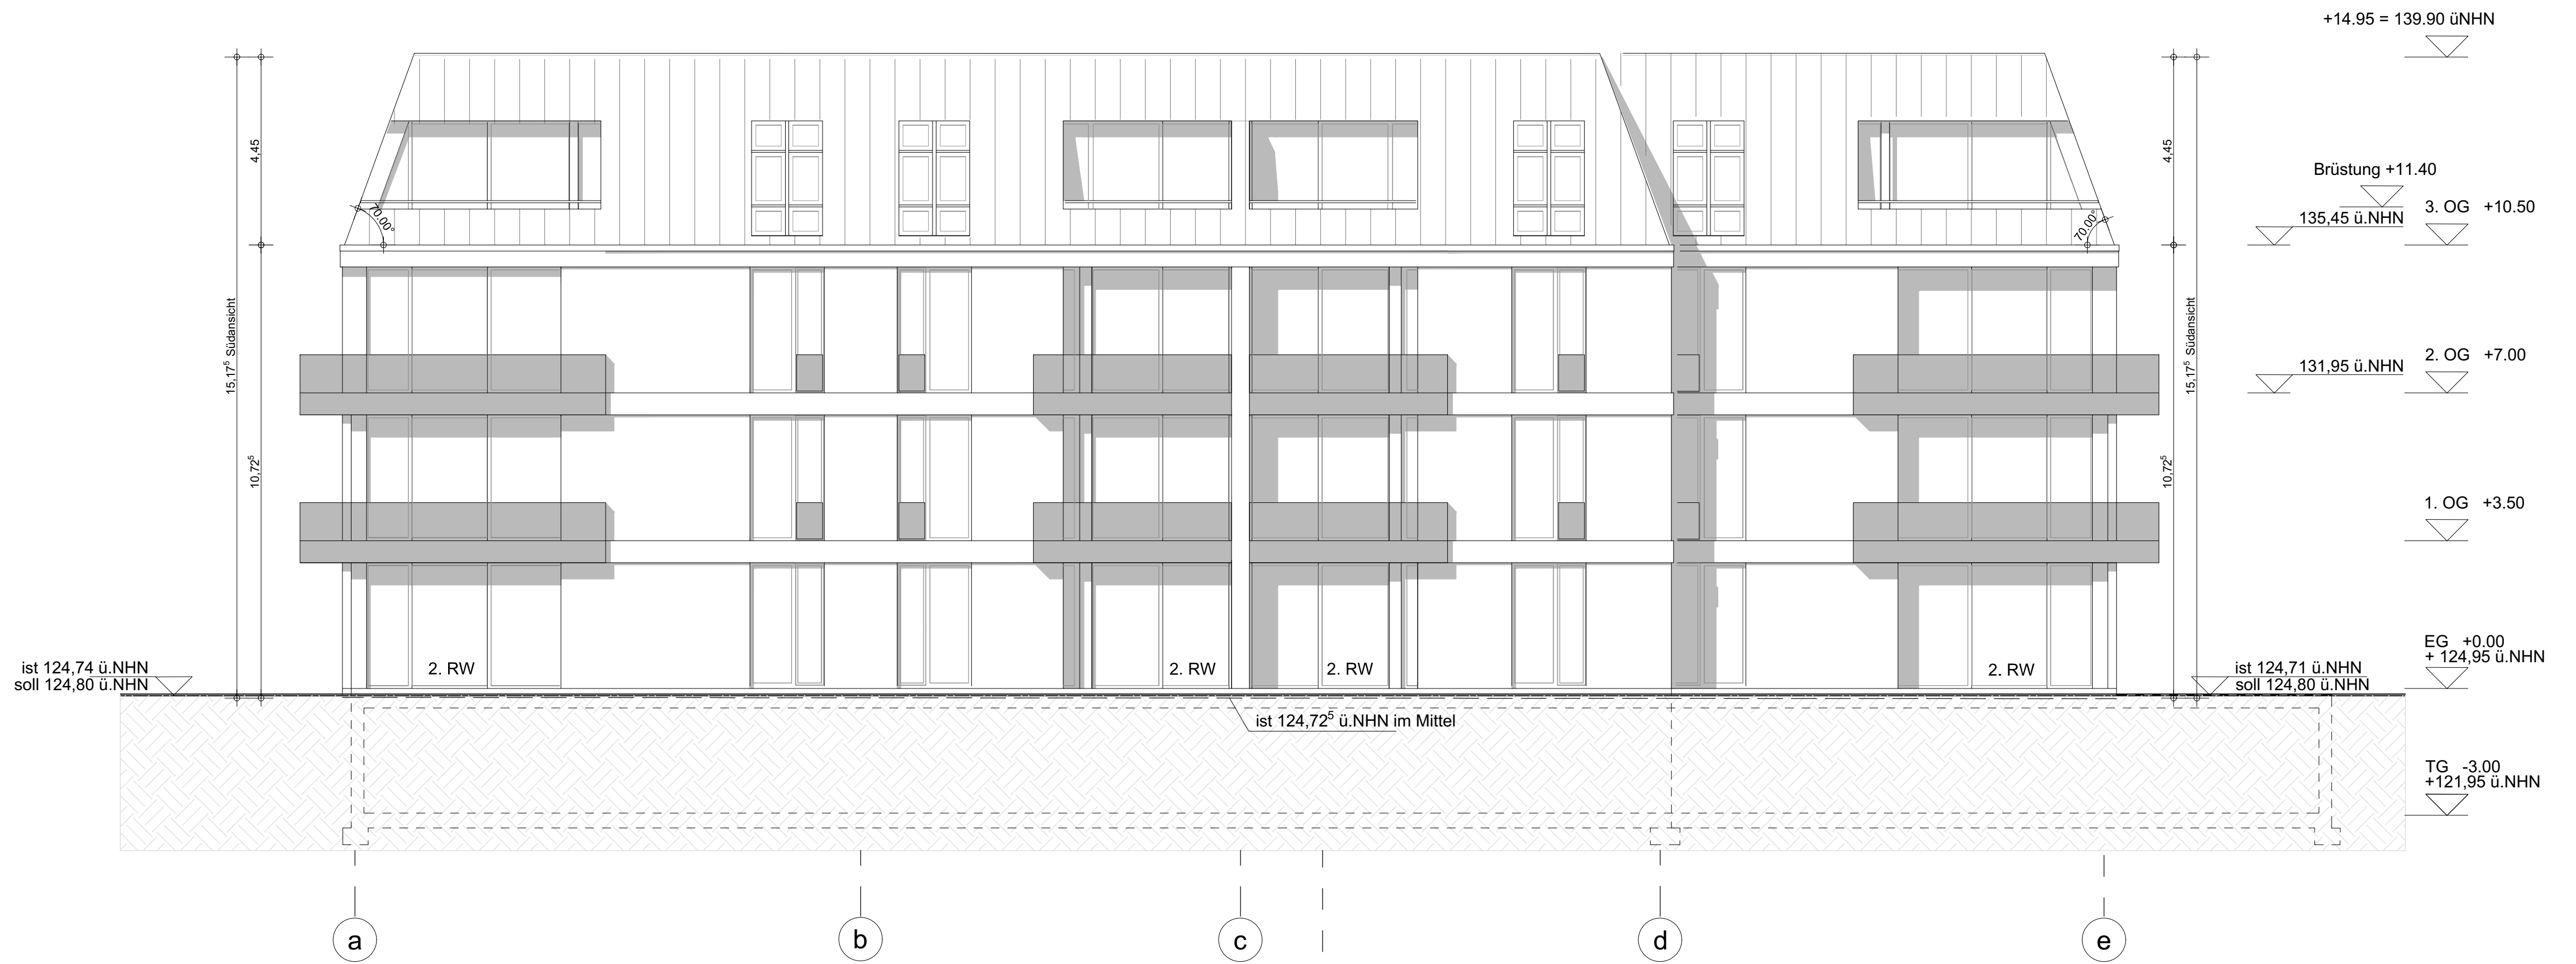 +14.95 = 139.90 üNHN
4,45
4,45
Brüstung +11.40
3. OG +10.50
135,45 ü.NHN
70.00°
70.00°
15,17⁵ Südansicht
15,17⁵ Südansicht
2. OG +7.00
131,95 ü.NHN
10,72⁵
10,72⁵
1. OG +3.50
EG +0.00
+ 124,95 ü.NHN
ist 124,74 ü.NHN
soll 124,80 ü.NHN
2. RW
2. RW
2. RW
2. RW
ist 124,71 ü.NHN
soll 124,80 ü.NHN
ist 124,72⁵ ü.NHN im Mittel
TG -3.00
+121,95 ü.NHN
a
b
c
d
e